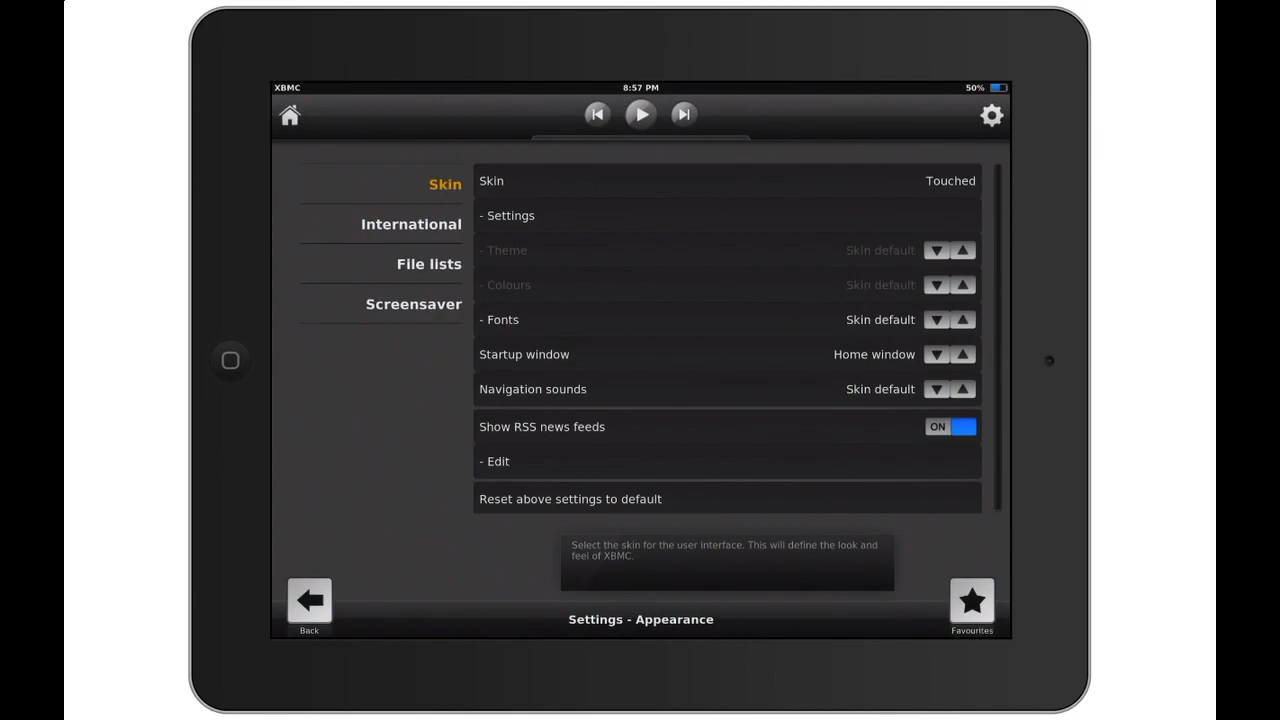 XBMC 8:57 PM 50%
Skin
International
File lists
Screensaver
Skin Touched
- Settings
- Theme Skin default
- Colours Skin default
- Fonts Skin default
Startup window Home window
Navigation sounds Skin default
Show RSS news feeds ON
- Edit
Reset above settings to default
Select the skin for the user interface. This will define the look and
feel of XBMC.
Back
Settings - Appearance
Favourites